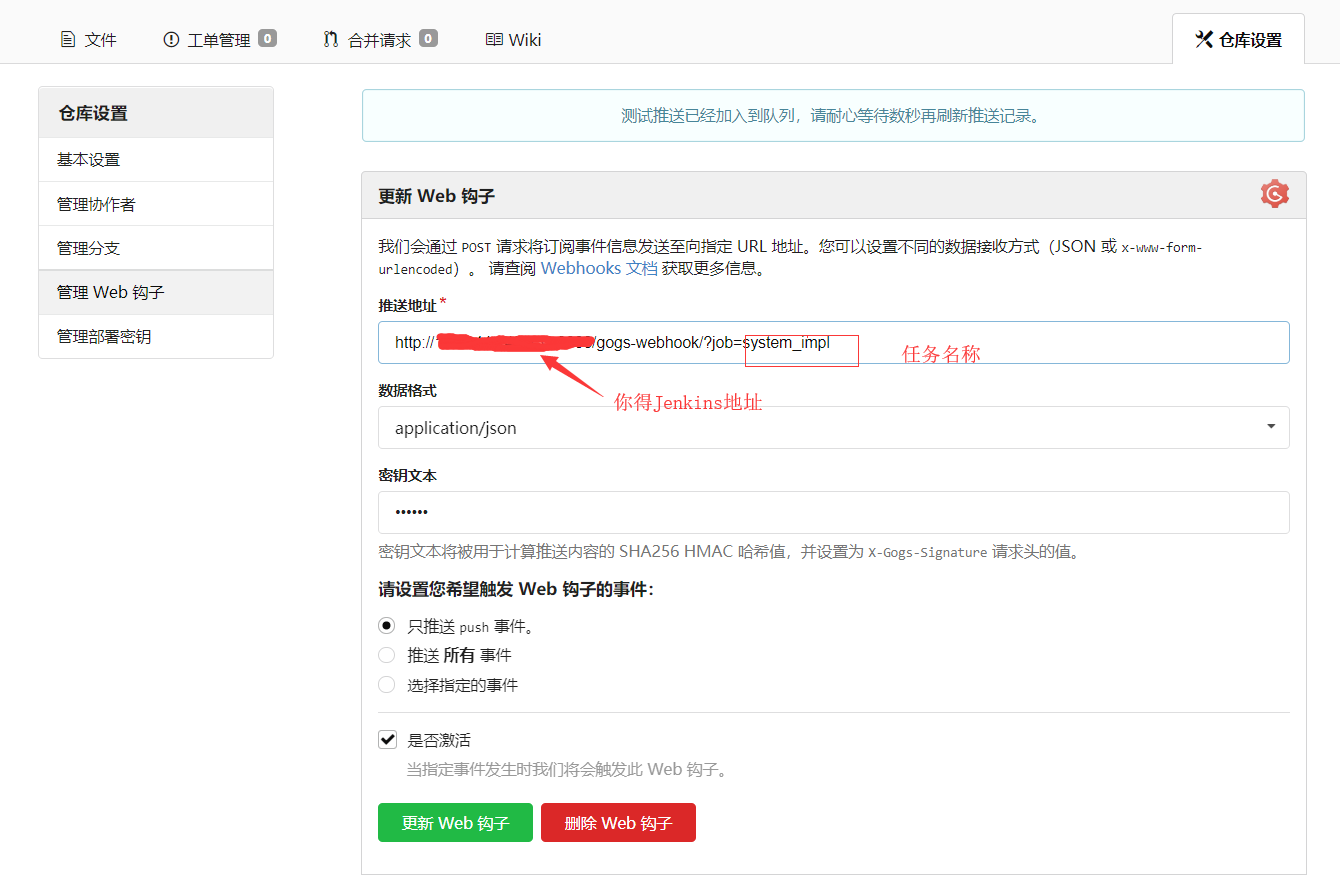 文件 工单管理 0 合并请求 0 Wiki 仓库设置
仓库设置
基本设置
管理协作者
管理分支
管理 Web 钩子
管理部署密钥
测试推送已经加入到队列，请耐心等待数秒再刷新推送记录。
更新 Web 钩子
我们会通过 POST 请求将订阅事件信息发送至向指定 URL 地址。您可以设置不同的数据接收方式（JSON 或 x-www-form-
urlencoded）。 请查阅 Webhooks 文档 获取更多信息。
推送地址*
http:// /gogs-webhook/?job=system_impl
任务名称
你得Jenkins地址
数据格式
application/json
密钥文本
••••••
密钥文本将被用于计算推送内容的 SHA256 HMAC 哈希值，并设置为 X-Gogs-Signature 请求头的值。
请设置您希望触发 Web 钩子的事件：
只推送 push 事件。
推送 所有 事件
选择指定的事件
是否激活
当指定事件发生时我们将会触发此 Web 钩子。
更新 Web 钩子 删除 Web 钩子